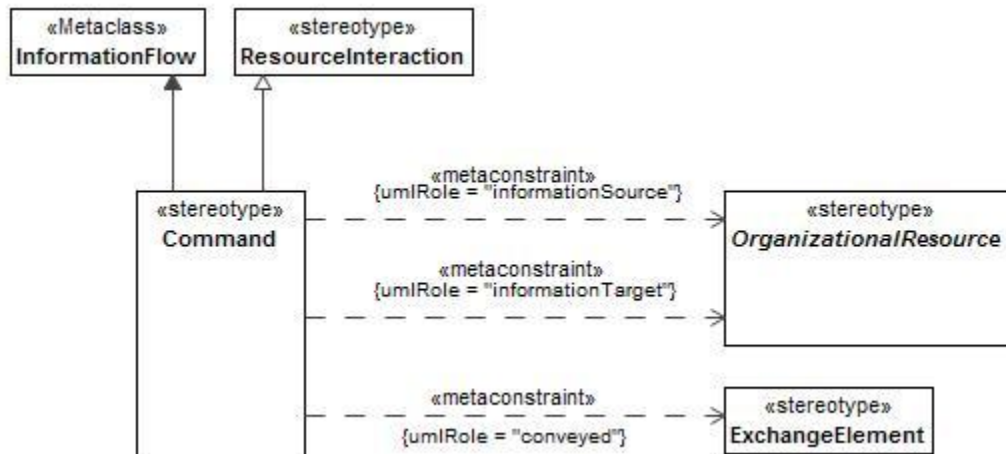 «Metaclass»
InformationFlow
«stereotype»
ResourceInteraction
«stereotype»
Command
«metaconstraint»
{umlRole = "informationSource"}
«metaconstraint»
{umlRole = "informationTarget"}
«metaconstraint»
{umlRole = "conveyed"}
«stereotype»
OrganizationalResource
«stereotype»
ExchangeElement